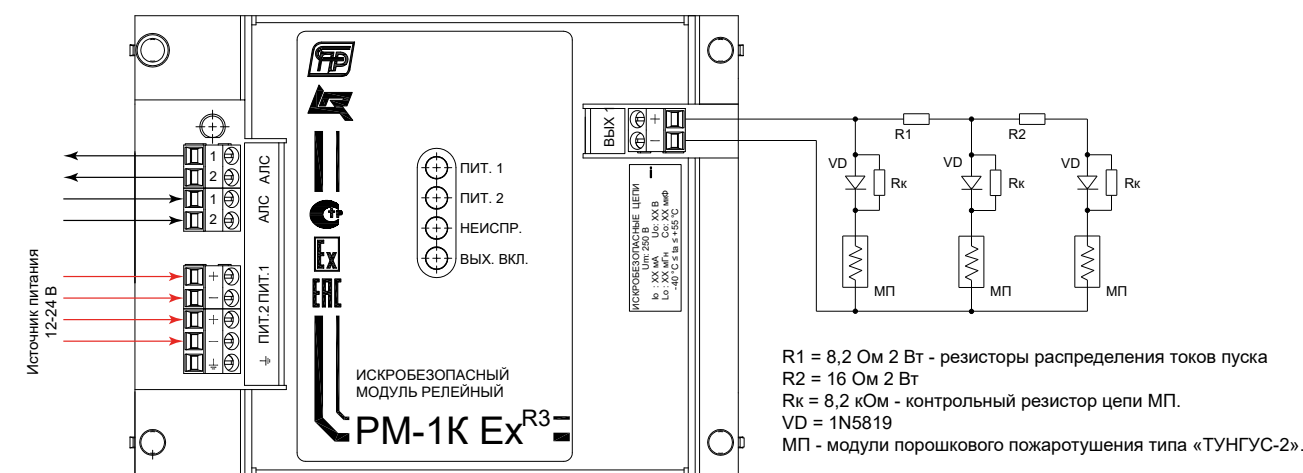 ПИТ. 1
ПИТ. 2
НЕИСПР.
ВЫХ. ВКЛ.
1
2
АЛС
1
2
АЛС
Источник питания
12-24 В
+
−
ПИТ.1
+
−
ПИТ.2
TP
Ex
EAC
ИСКРОБЕЗОПАСНЫЙ
МОДУЛЬ РЕЛЕЙНЫЙ
РМ-1К Ex R3
ВЫХ 1
+
−
i
ИСКРОБЕЗОПАСНЫЕ ЦЕПИ
Um: 250 В
Io : XX мА Uo: XX В
Lo : XX мГн Co: XX мкФ
-40 °C ≤ ta ≤ +55 °C
R1
R2
VD
Rк
VD
Rк
VD
Rк
МП
МП
МП
R1 = 8,2 Ом 2 Вт - резисторы распределения токов пуска
R2 = 16 Ом 2 Вт
Rк = 8,2 кОм - контрольный резистор цепи МП.
VD = 1N5819
МП - модули порошкового пожаротушения типа «ТУНГУС-2».